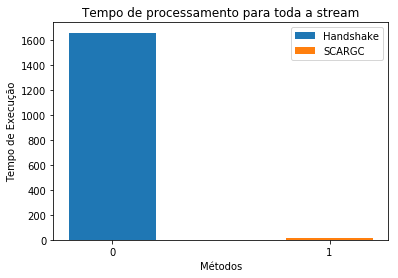 Tempo de processamento para toda a stream
Handshake
SCARGC
Tempo de Execução
1600
1400
1200
1000
800
600
400
200
0
0
1
Métodos